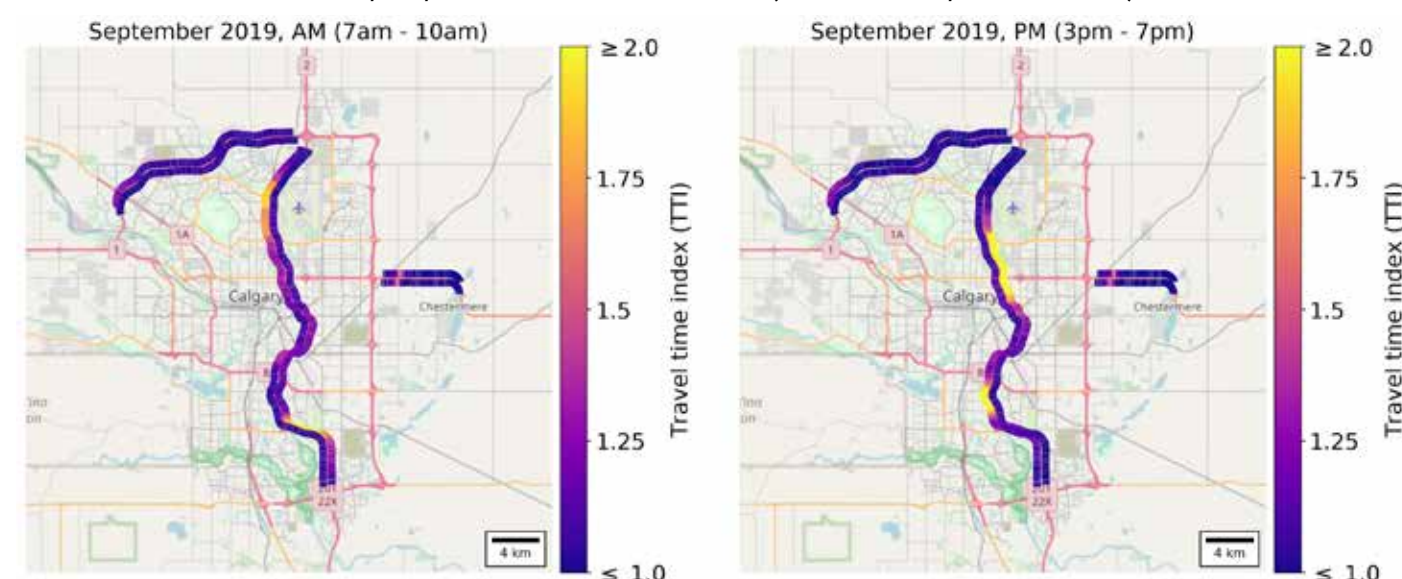 September 2019, AM (7am - 10am)
2
1A
1
Calgary
Chestermere
8
22X
4 km
≥ 2.0
1.75
1.5
1.25
≤ 1.0
Travel time index (TTI)
September 2019, PM (3pm - 7pm)
2
1A
1
Calgary
Chestermere
8
22X
4 km
≥ 2.0
1.75
1.5
1.25
≤ 1.0
Travel time index (TTI)